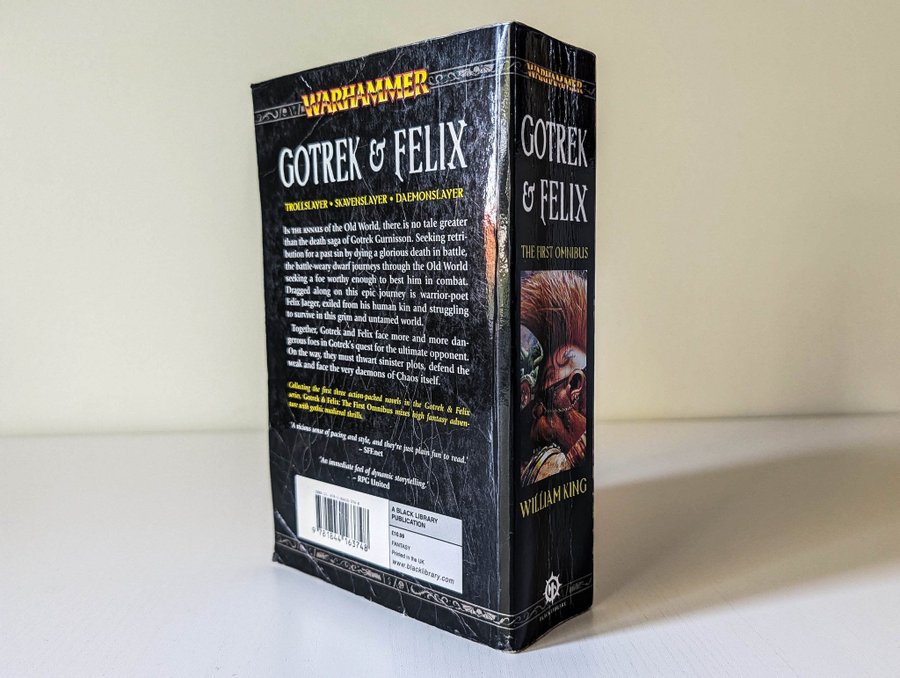 WARHAMMER
GOTREK & FELIX
TROLLSLAYER • SKAVENSLAYER • DAEMONSLAYER
IN THE ANNALS of the Old World, there is no tale greater
than the death saga of Gotrek Gurnisson. Seeking retri-
bution for a past sin by dying a glorious death in battle,
the battle-weary dwarf journeys through the Old World
seeking a foe worthy enough to best him in combat.
Dragged along on this epic journey is warrior-poet
Felix Jaeger, exiled from his human kin and struggling
to survive in this grim and untamed world.
Together, Gotrek and Felix face more and more dan-
gerous foes in Gotrek's quest for the ultimate opponent.
On the way, they must thwart sinister plots, defend the
weak and face the very daemons of Chaos itself.
Collecting the first three action-packed novels in the Gotrek & Felix
series. Gotrek & Felix: The First Omnibus mixes high fantasy adven-
ture with gothic medieval thrills.
'A vicious sense of pacing and style, and they're just plain fun to read.'
– SFF.net
'An immediate feel of dynamic storytelling.'
– RPG United
9 781844 163748
A BLACK LIBRARY
PUBLICATION
£10.99
FANTASY
Printed in the UK
www.blacklibrary.com
WARHAMMER
GOTREK
& FELIX
THE FIRST OMNIBUS
WILLIAM KING